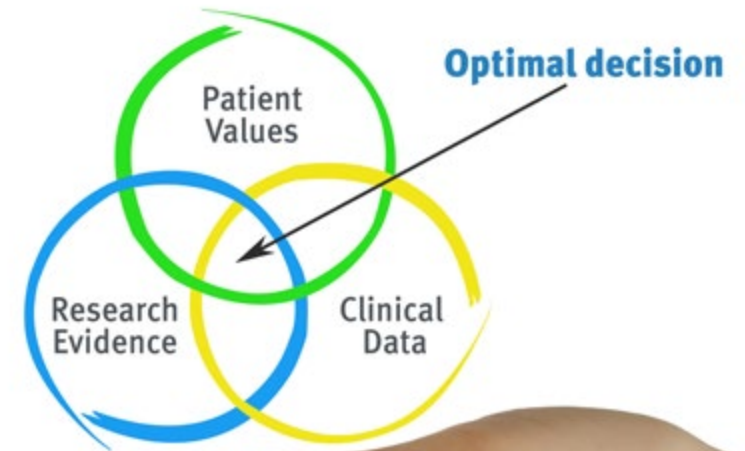 Optimal decision
Patient
Values
Research
Evidence
Clinical
Data